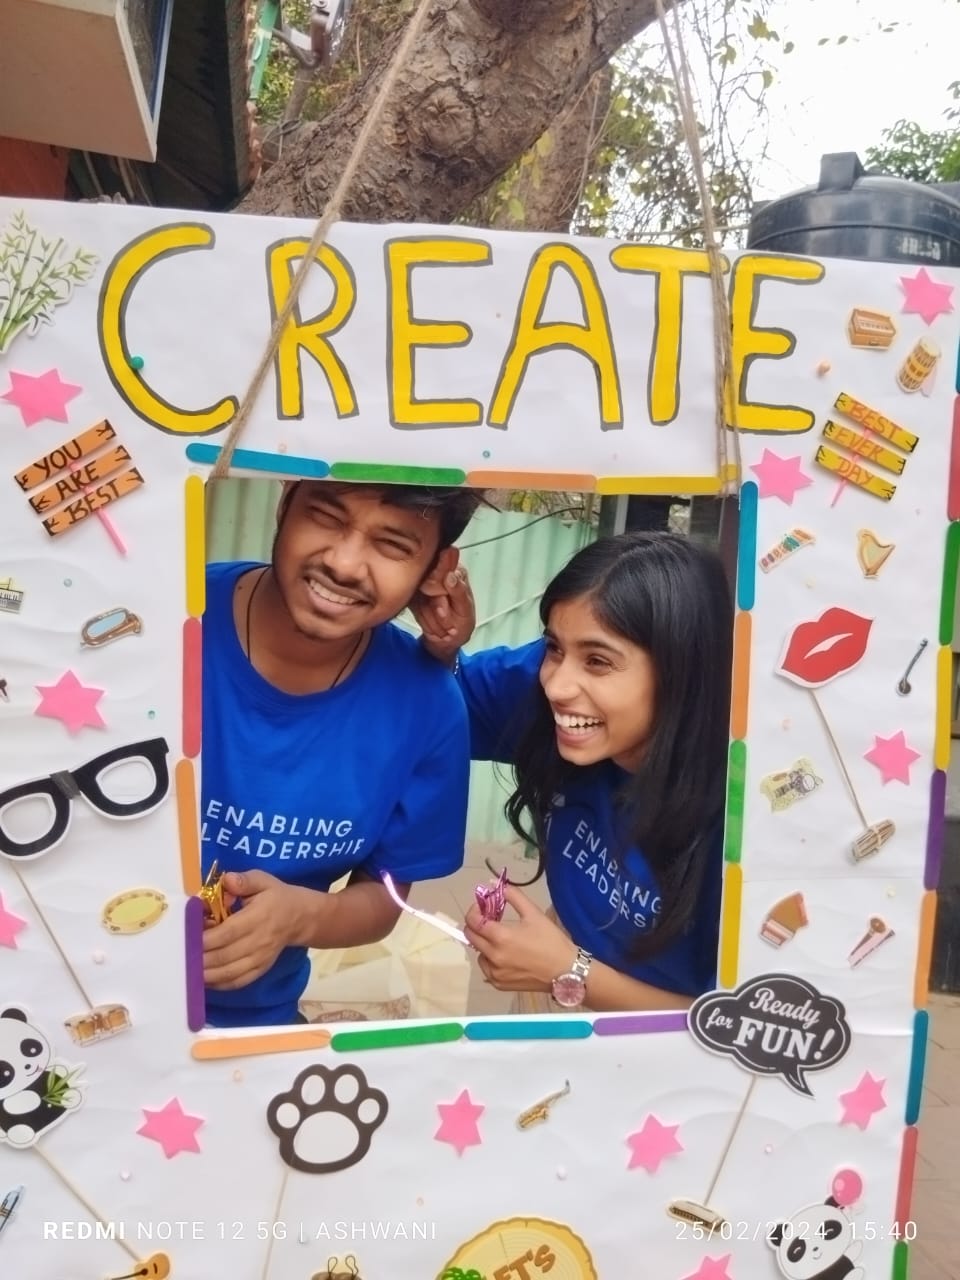 CREATE
YOU
ARE
BEST
BEST
EVER
DAY
ENABLING
LEADERSHIP
ENABLING
LEADERS
Ready
for FUN!
LET'S
REDMI NOTE 12 5G | ASHWANI
25/02/2024 15:40